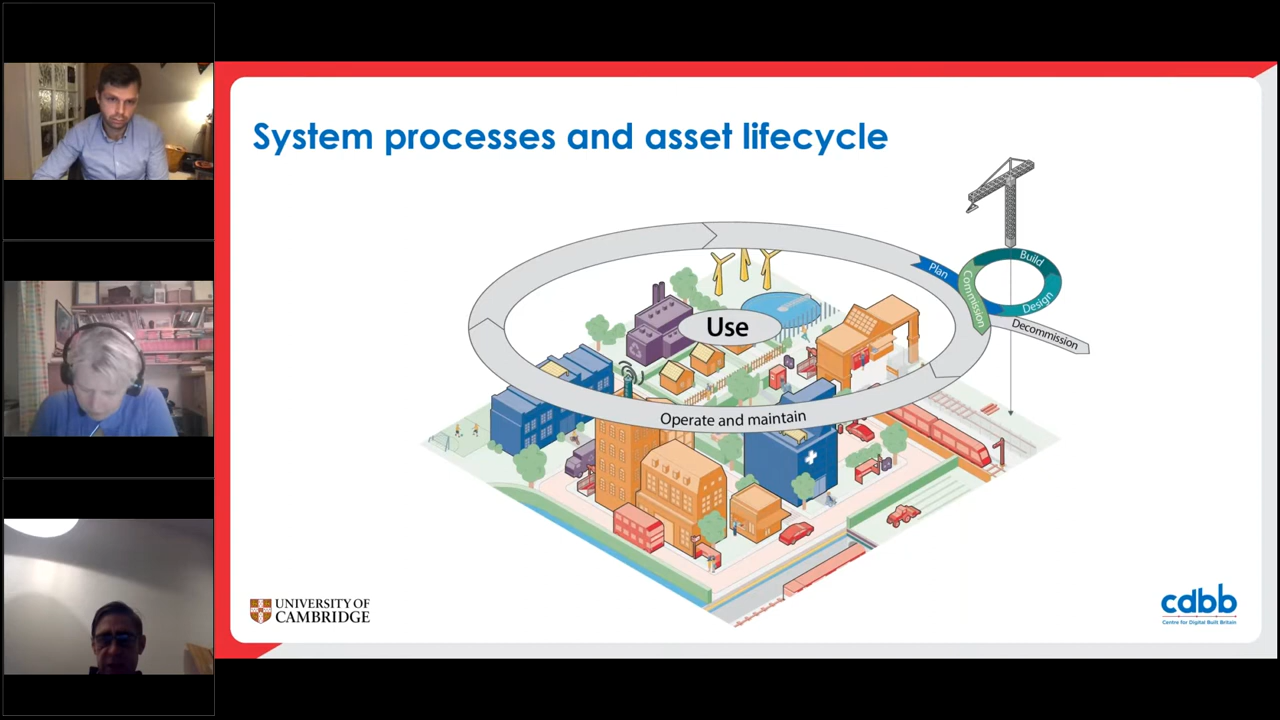 System processes and asset lifecycle
Build
Plan
Commission
Design
Use
Decommission
Operate and maintain
UNIVERSITY OF
CAMBRIDGE
cdbb
Centre for Digital Built Britain